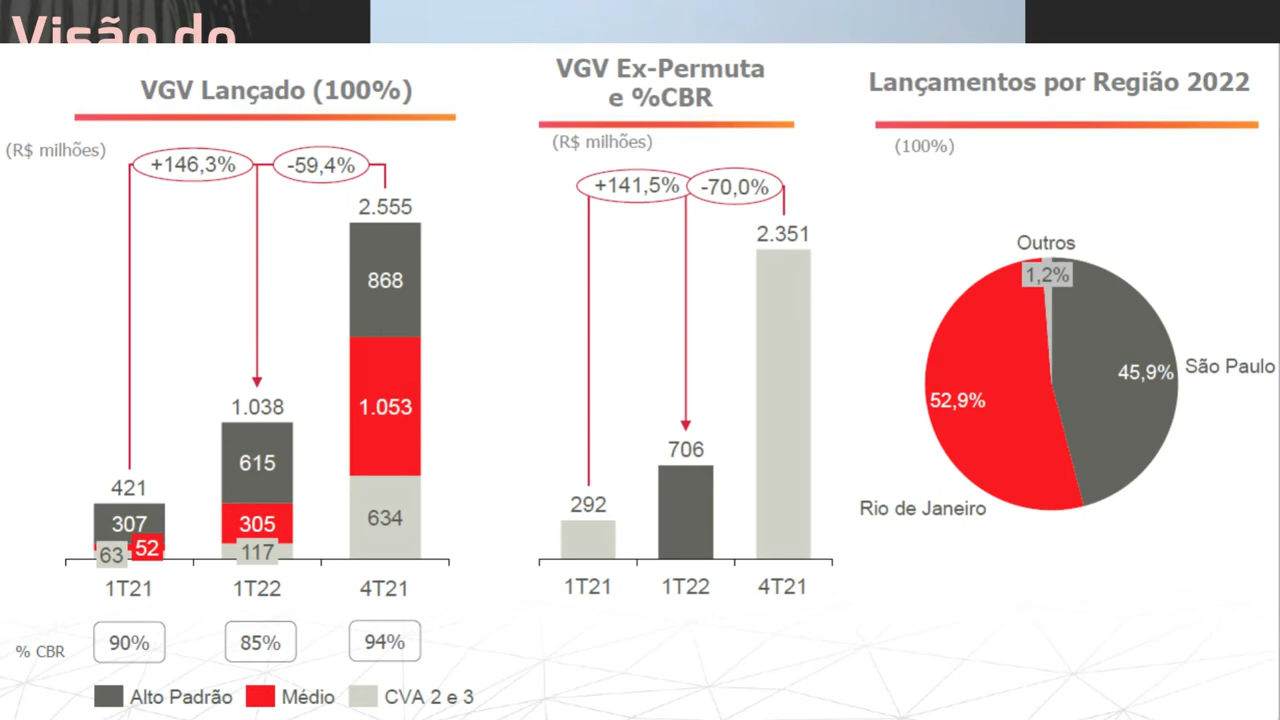 Visão do
VGV Lançado (100%)
(R$ milhões)
+146,3%
-59,4%
2.555
868
1.053
634
1.038
615
305
117
421
307
52
63
1T21
1T22
4T21
% CBR
90%
85%
94%
Alto Padrão
Médio
CVA 2 e 3
VGV Ex-Permuta
e %CBR
(R$ milhões)
+141,5%
-70,0%
2.351
706
292
1T21
1T22
4T21
Lançamentos por Região 2022
(100%)
Outros
1,2%
45,9%
São Paulo
52,9%
Rio de Janeiro